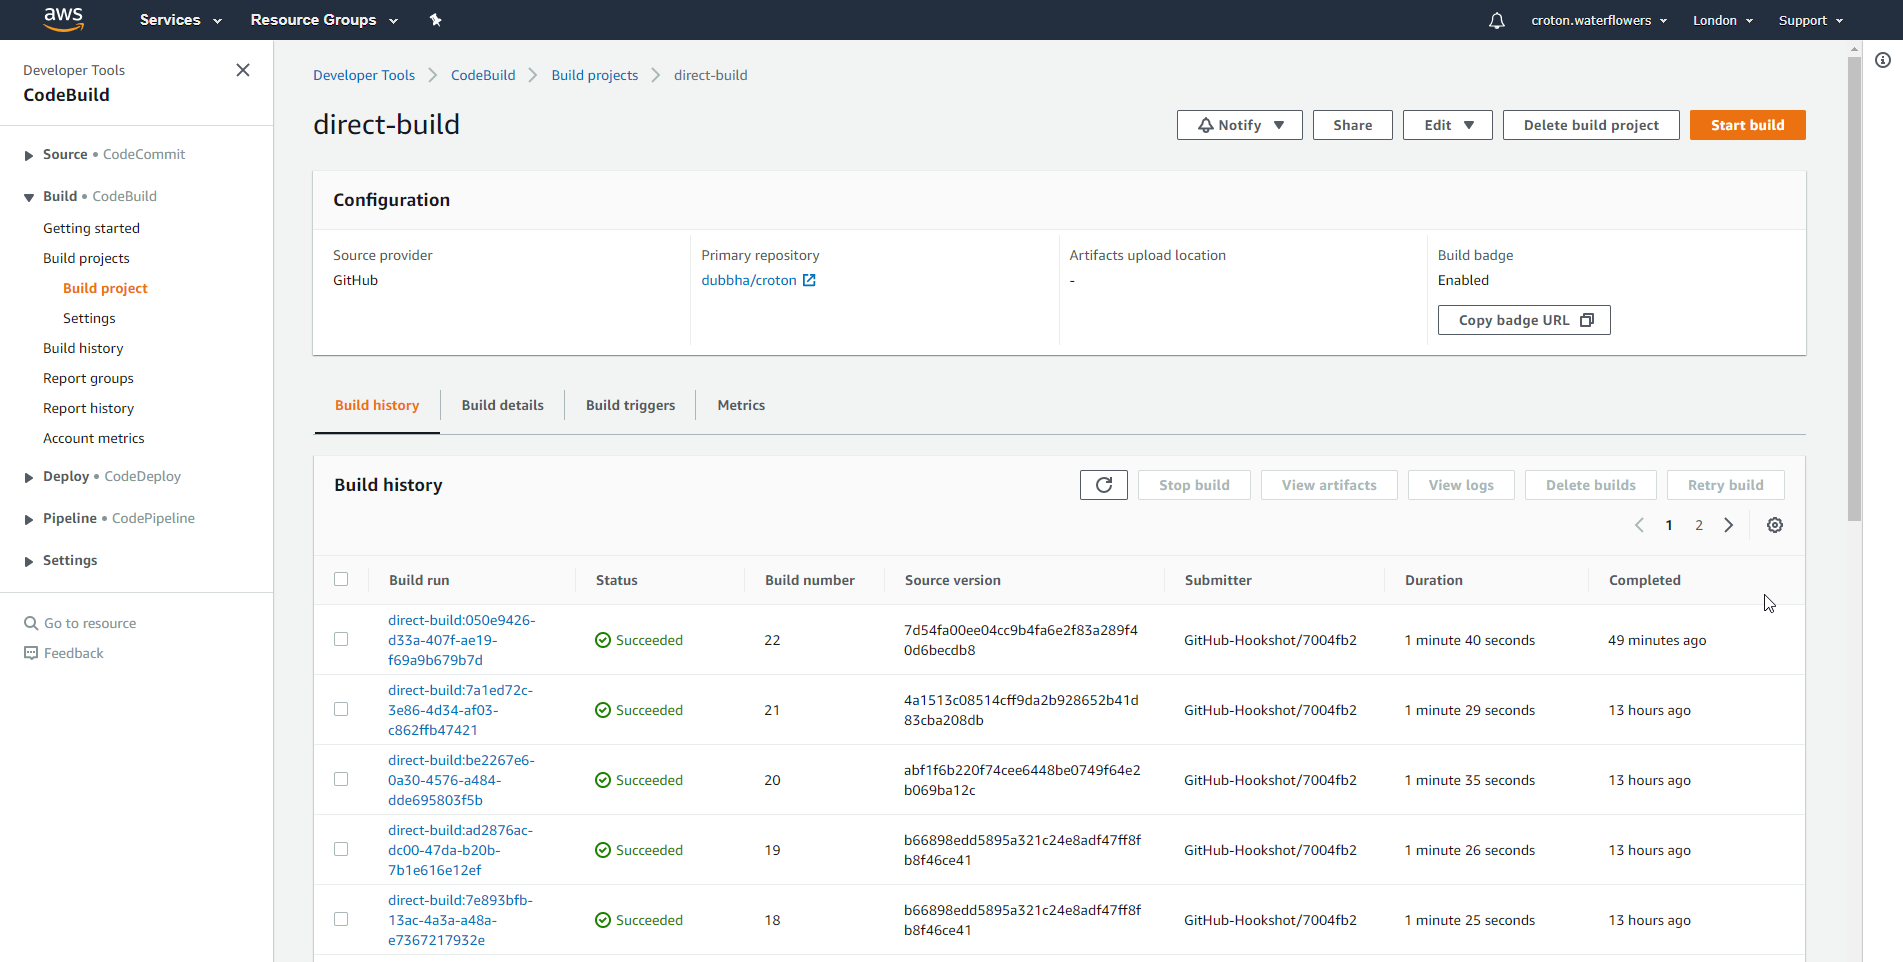 aws Services Resource Groups croton.waterflowers London Support
Developer Tools
CodeBuild
Source • CodeCommit
Build • CodeBuild
Getting started
Build projects
Build project
Settings
Build history
Report groups
Report history
Account metrics
Deploy • CodeDeploy
Pipeline • CodePipeline
Settings
Go to resource
Feedback
Developer Tools CodeBuild Build projects direct-build
direct-build
Notify Share Edit Delete build project Start build
Configuration
Source provider
GitHub
Primary repository
dubbha/croton
Artifacts upload location
-
Build badge
Enabled
Copy badge URL
Build history Build details Build triggers Metrics
Build history
Stop build View artifacts View logs Delete builds Retry build
1 2
Build run Status Build number Source version Submitter Duration Completed
direct-build:050e9426-
d33a-407f-ae19-
f69a9b679b7d
Succeeded
22
7d54fa00ee04cc9b4fa6e2f83a289f4
0d6becdb8
GitHub-Hookshot/7004fb2
1 minute 40 seconds
49 minutes ago
direct-build:7a1ed72c-
3e86-4d34-af03-
c862ffb47421
Succeeded
21
4a1513c08514cff9da2b928652b41d
83cba208db
GitHub-Hookshot/7004fb2
1 minute 29 seconds
13 hours ago
direct-build:be2267e6-
0a30-4576-a484-
dde695803f5b
Succeeded
20
abf1f6b220f74cee6448be0749f64e2
b069ba12c
GitHub-Hookshot/7004fb2
1 minute 35 seconds
13 hours ago
direct-build:ad2876ac-
dc00-47da-b20b-
7b1e616e12ef
Succeeded
19
b66898edd5895a321c24e8adf47ff8f
b8f46ce41
GitHub-Hookshot/7004fb2
1 minute 26 seconds
13 hours ago
direct-build:7e893bfb-
13ac-4a3a-a48a-
e7367217932e
Succeeded
18
b66898edd5895a321c24e8adf47ff8f
b8f46ce41
GitHub-Hookshot/7004fb2
1 minute 25 seconds
13 hours ago